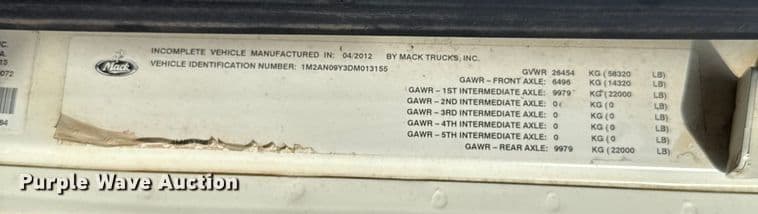 C.
A.
15
072
84
Mack
INCOMPLETE VEHICLE MANUFACTURED IN: 04/2012 BY MACK TRUCKS, INC.
VEHICLE IDENTIFICATION NUMBER: 1M2AN09Y3DM013155
GVWR 26454 KG (58320 LB)
GAWR - FRONT AXLE: 6496 KG (14320 LB)
GAWR - 1ST INTERMEDIATE AXLE: 9979 KG (22000 LB)
GAWR - 2ND INTERMEDIATE AXLE: 0 KG (0 LB)
GAWR - 3RD INTERMEDIATE AXLE: 0 KG (0 LB)
GAWR - 4TH INTERMEDIATE AXLE: 0 KG (0 LB)
GAWR - 5TH INTERMEDIATE AXLE: 0 KG (0 LB)
GAWR - REAR AXLE: 9979 KG (22000 LB)
Purple Wave Auction